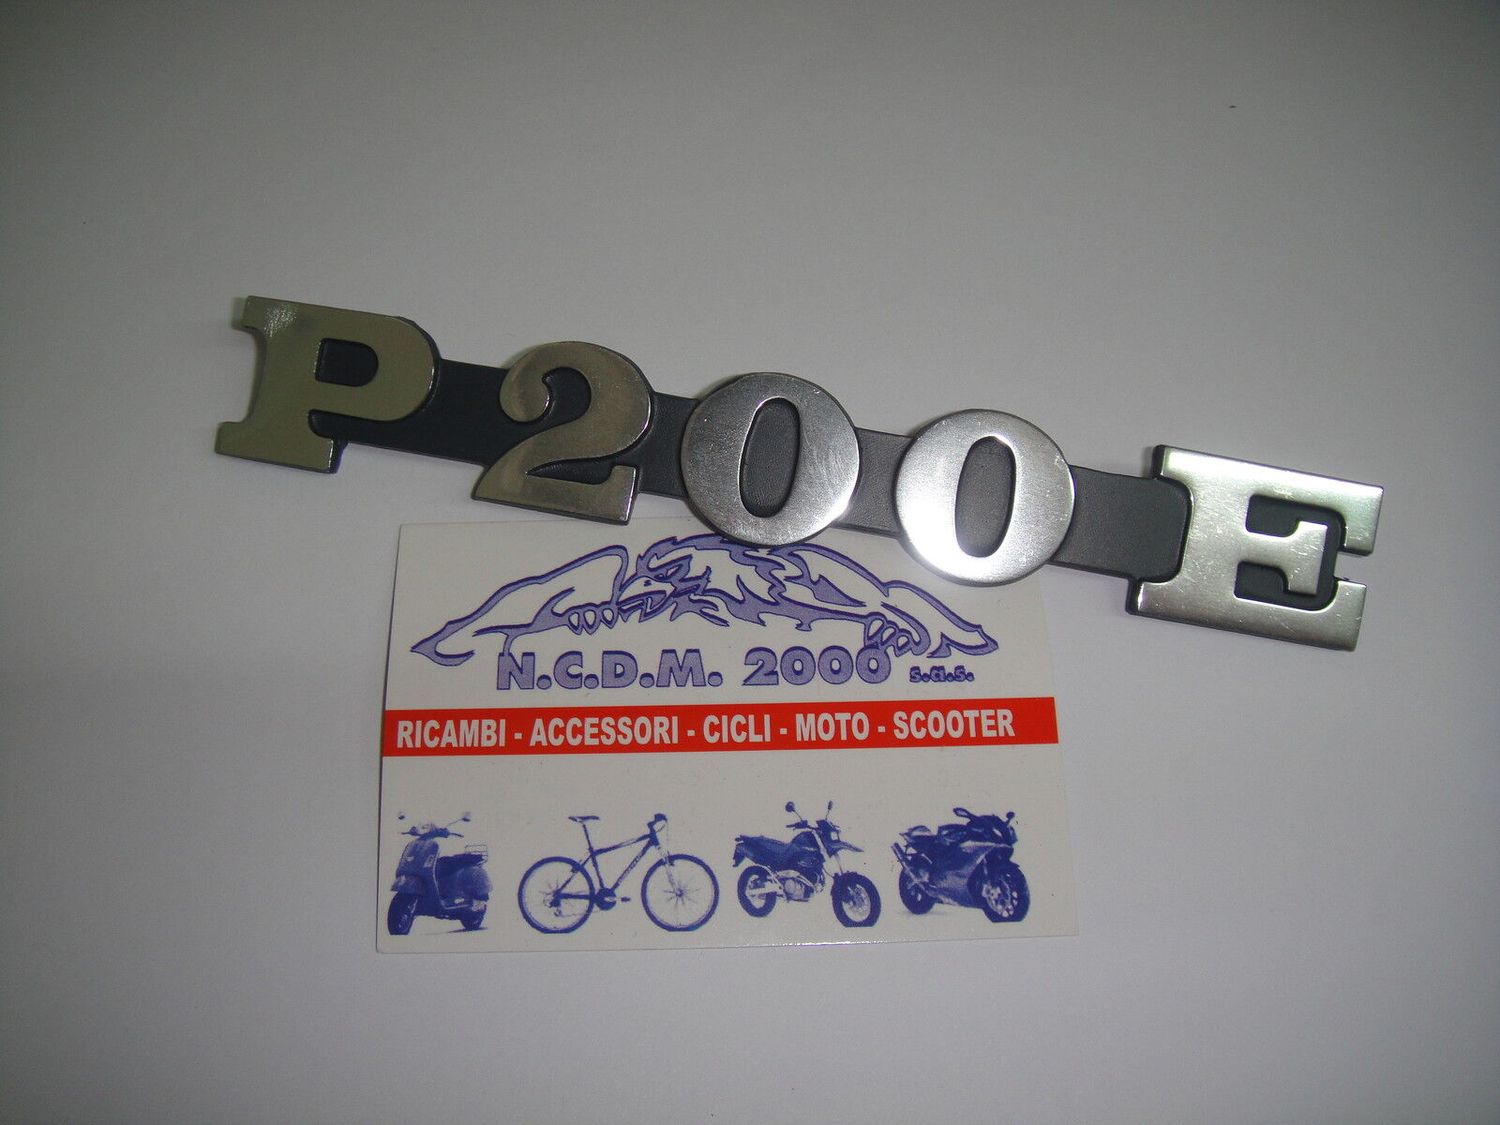 P200E
N.C.D.M. 2000 s.a.s.
RICAMBI - ACCESSORI - CICLI - MOTO - SCOOTER